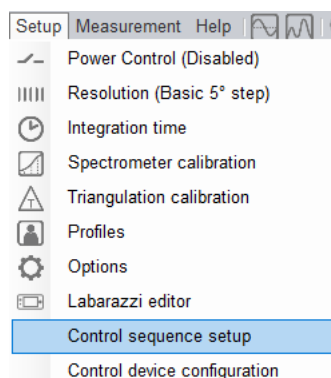 Setup Measurement Help
Power Control (Disabled)
Resolution (Basic 5° step)
Integration time
Spectrometer calibration
Triangulation calibration
Profiles
Options
Labarazzi editor
Control sequence setup
Control device configuration